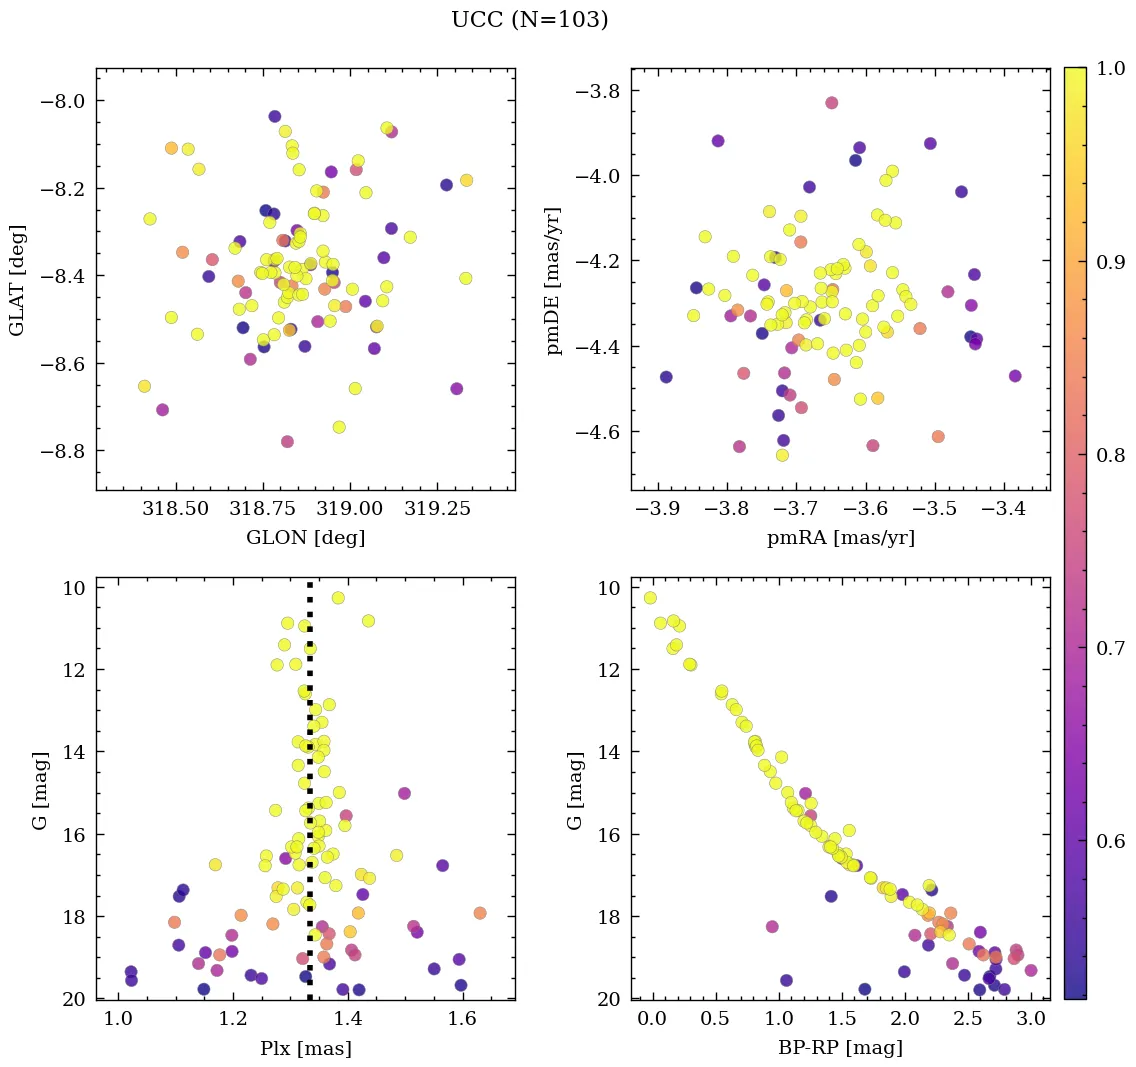 UCC (N=103)
−8.0
−8.2
−8.4
−8.6
−8.8
GLAT [deg]
318.50 318.75 319.00 319.25
GLON [deg]
−3.8
−4.0
−4.2
−4.4
−4.6
pmDE [mas/yr]
−3.9 −3.8 −3.7 −3.6 −3.5 −3.4
pmRA [mas/yr]
1.0
0.9
0.8
0.7
0.6
10
12
14
16
18
20
G [mag]
1.0 1.2 1.4 1.6
Plx [mas]
10
12
14
16
18
20
G [mag]
0.0 0.5 1.0 1.5 2.0 2.5 3.0
BP-RP [mag]